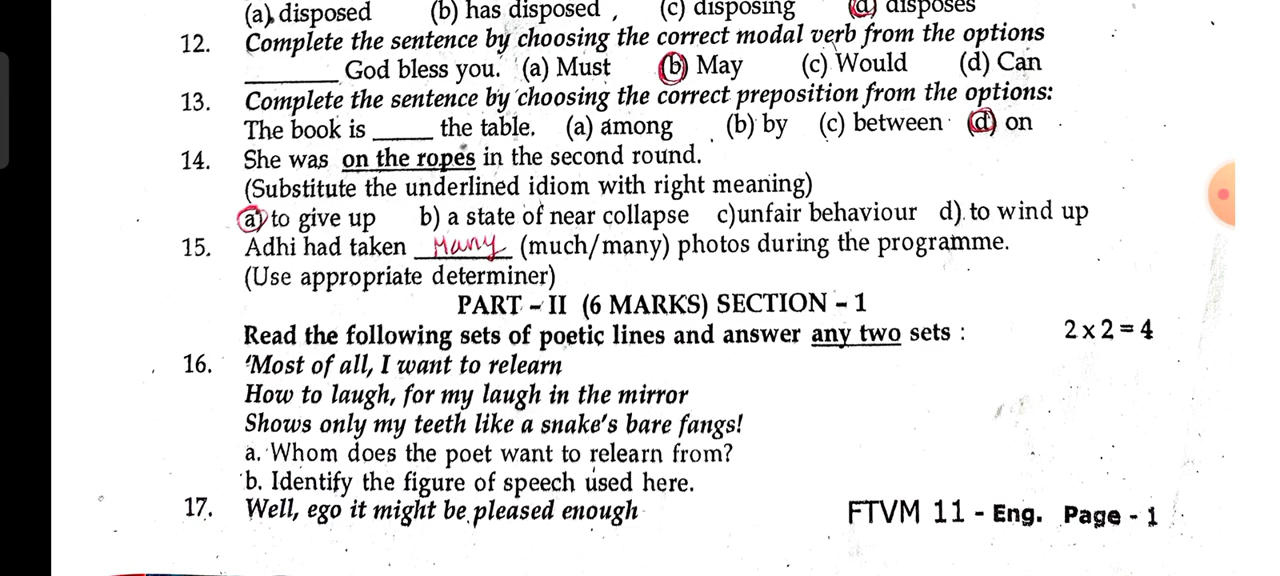 (a) disposed (b) has disposed , (c) disposing (d) disposes
12. Complete the sentence by choosing the correct modal verb from the options
_______ God bless you. (a) Must (b) May (c) Would (d) Can
13. Complete the sentence by choosing the correct preposition from the options:
The book is _____ the table. (a) among (b) by (c) between (d) on
14. She was on the ropes in the second round.
(Substitute the underlined idiom with right meaning)
a) to give up b) a state of near collapse c)unfair behaviour d) to wind up
15. Adhi had taken Many (much/many) photos during the programme.
(Use appropriate determiner)
PART - II (6 MARKS) SECTION - 1
Read the following sets of poetic lines and answer any two sets : 2 x 2 = 4
16. 'Most of all, I want to relearn
How to laugh, for my laugh in the mirror
Shows only my teeth like a snake's bare fangs!
a. Whom does the poet want to relearn from?
b. Identify the figure of speech used here.
17. Well, ego it might be pleased enough
FTVM 11 - Eng. Page - 1